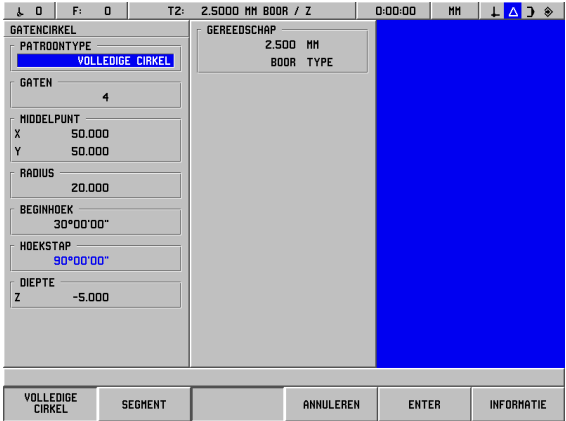 0 F: 0 T2: 2.5000 MM BOOR / Z 0:00:00 MM
GATENCIRKEL
PATROONTYPE
VOLLEDIGE CIRKEL
GATEN
4
MIDDELPUNT
X 50.000
Y 50.000
RADIUS
20.000
BEGINHOEK
30°00'00"
HOEKSTAP
90°00'00"
DIEPTE
Z -5.000
GEREEDSCHAP
2.500 MM
BOOR TYPE
VOLLEDIGE
CIRKEL
SEGMENT
ANNULEREN
ENTER
INFORMATIE